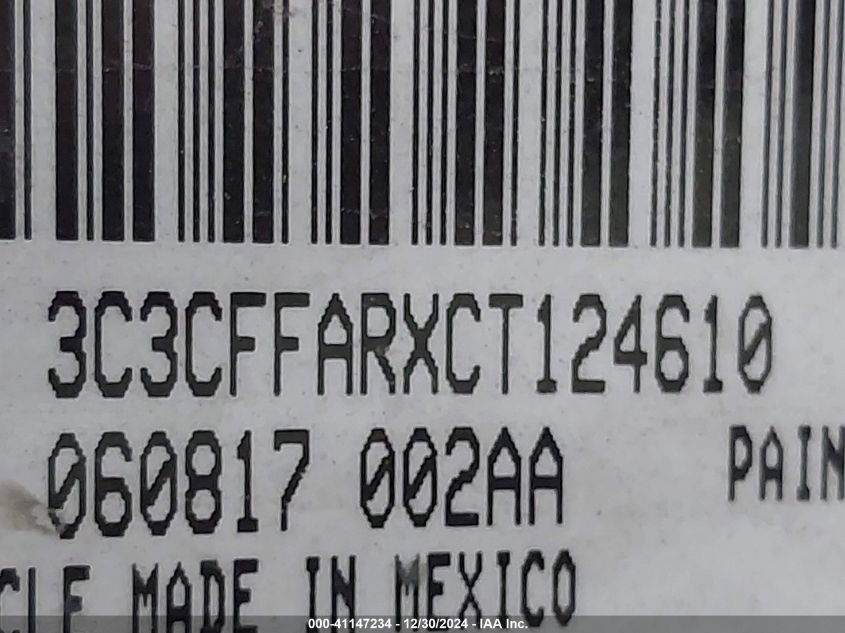 3C3CFFARXCT124610
060817 002AA PAIN
CLE MADE IN MEXICO
000-41147234 - 12/30/2024 - IAA Inc.